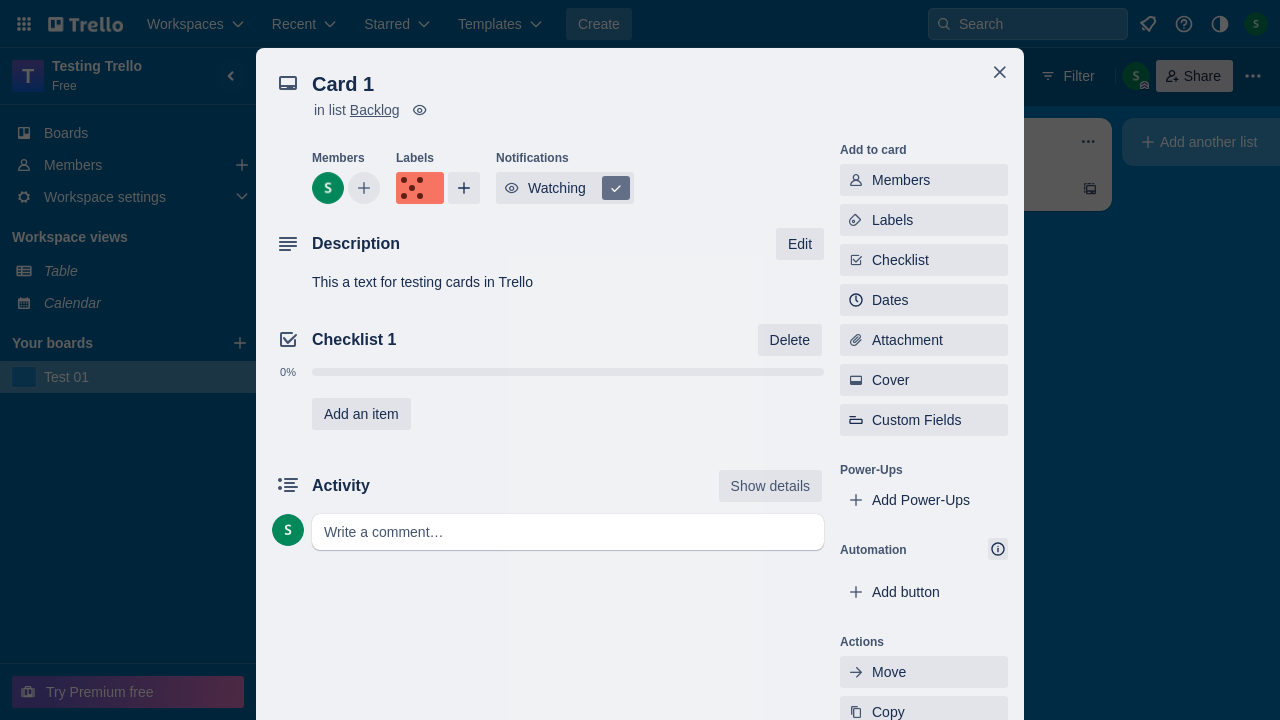 Trello
Workspaces
Recent
Starred
Templates
Create
Search
S
T
Testing Trello
Free
Boards
Members
Workspace settings
Workspace views
Table
Calendar
Your boards
Test 01
Try Premium free
Filter
S
Share
Add another list
Card 1
in list Backlog
Members
Labels
Notifications
S
Watching
Description
Edit
This a text for testing cards in Trello
Checklist 1
Delete
0%
Add an item
Activity
Show details
S
Write a comment…
Add to card
Members
Labels
Checklist
Dates
Attachment
Cover
Custom Fields
Power-Ups
Add Power-Ups
Automation
Add button
Actions
Move
Copy